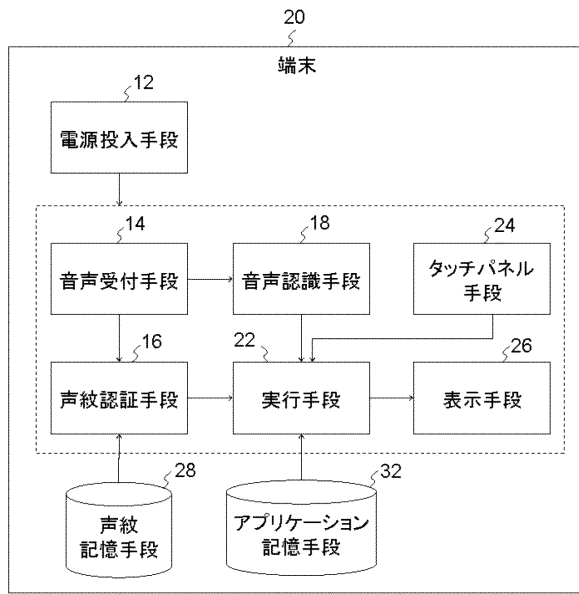 20
端末
12
電源投入手段
14
音声受付手段
18
音声認識手段
24
タッチパネル
手段
16
声紋認証手段
22
実行手段
26
表示手段
28
声紋
記憶手段
32
アプリケーション
記憶手段